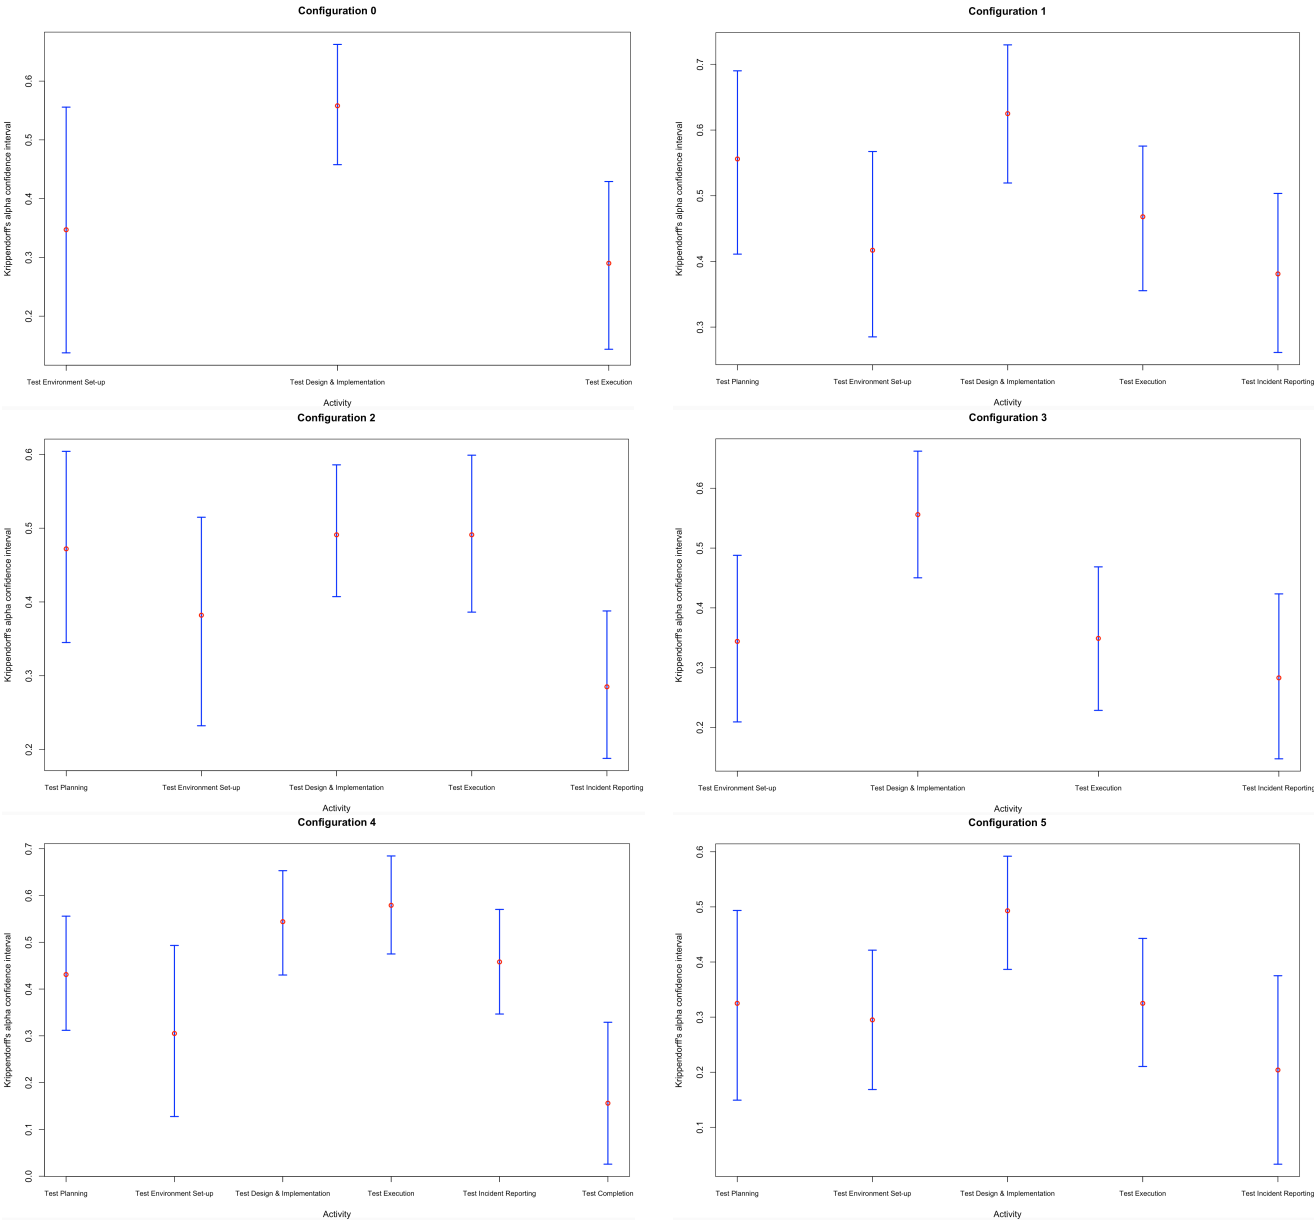 Configuration 0
Krippendorff's alpha confidence interval
0.6
0.5
0.4
0.3
0.2
Test Environment Set-up
Test Design & Implementation
Test Execution
Activity
Configuration 1
Krippendorff's alpha confidence interval
0.7
0.6
0.5
0.4
0.3
Test Planning
Test Environment Set-up
Test Design & Implementation
Test Execution
Test Incident Reporting
Activity
Configuration 2
Krippendorff's alpha confidence interval
0.6
0.5
0.4
0.3
0.2
Test Planning
Test Environment Set-up
Test Design & Implementation
Test Execution
Test Incident Reporting
Activity
Configuration 3
Krippendorff's alpha confidence interval
0.6
0.5
0.4
0.3
0.2
Test Environment Set-up
Test Design & Implementation
Test Execution
Test Incident Reporting
Activity
Configuration 4
Krippendorff's alpha confidence interval
0.7
0.6
0.5
0.4
0.3
0.2
0.1
0.0
Test Planning
Test Environment Set-up
Test Design & Implementation
Test Execution
Test Incident Reporting
Test Completion
Activity
Configuration 5
Krippendorff's alpha confidence interval
0.6
0.5
0.4
0.3
0.2
0.1
Test Planning
Test Environment Set-up
Test Design & Implementation
Test Execution
Test Incident Reporting
Activity